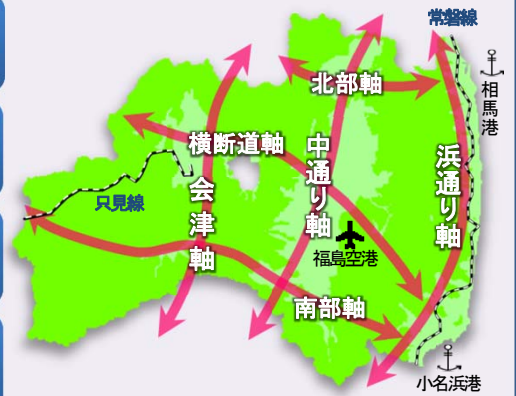 常磐線
相馬港
北部軸
横断道軸
中通り軸
浜通り軸
会津軸
只見線
福島空港
南部軸
小名浜港